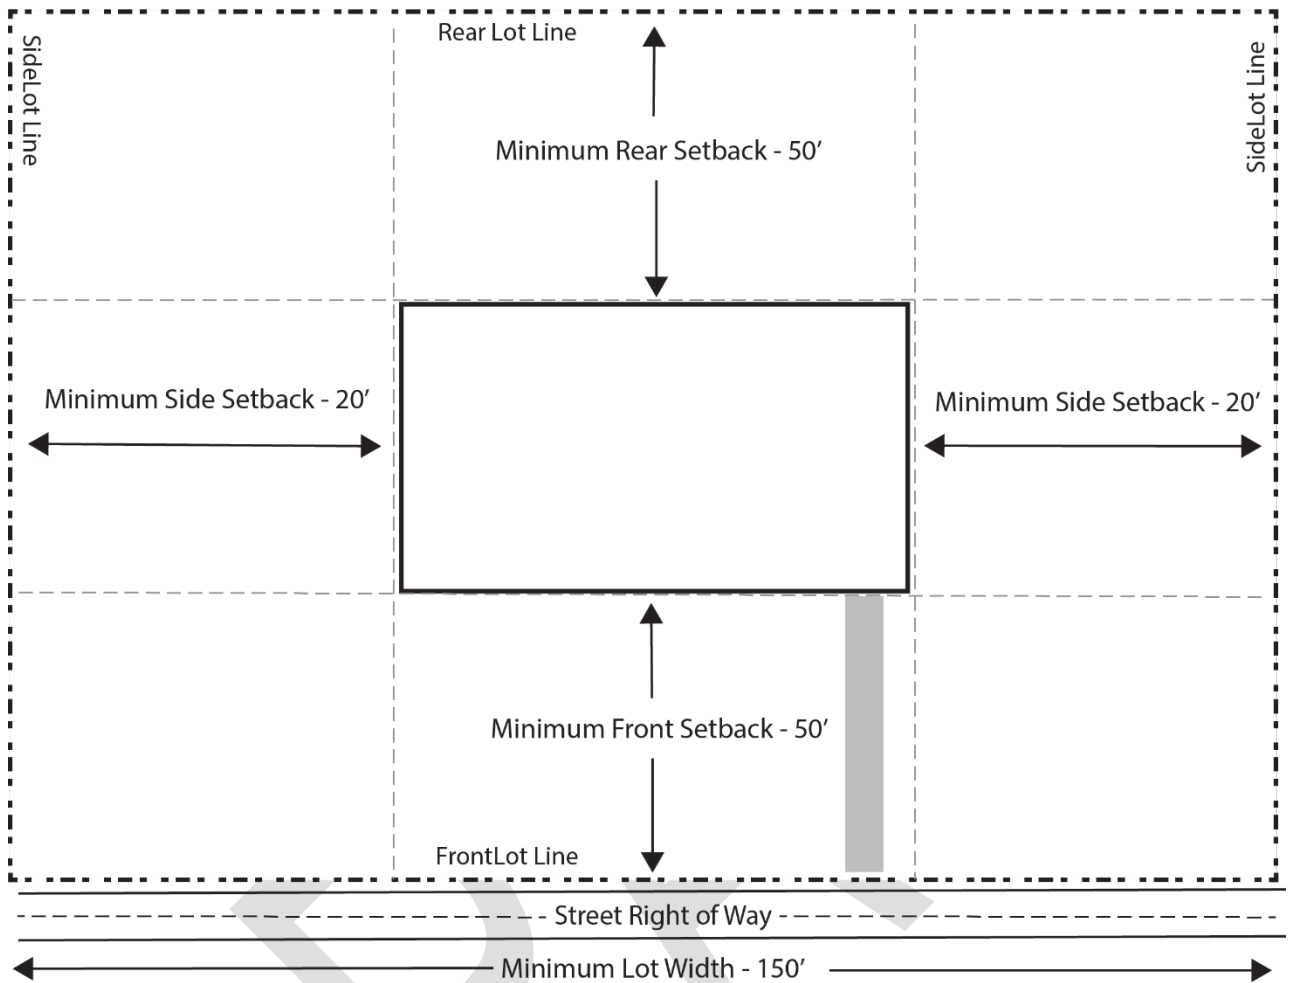 Rear Lot Line
SideLot Line
SideLot Line
Minimum Rear Setback - 50’
Minimum Side Setback - 20’
Minimum Side Setback - 20’
Minimum Front Setback - 50’
FrontLot Line
Street Right of Way
Minimum Lot Width - 150’